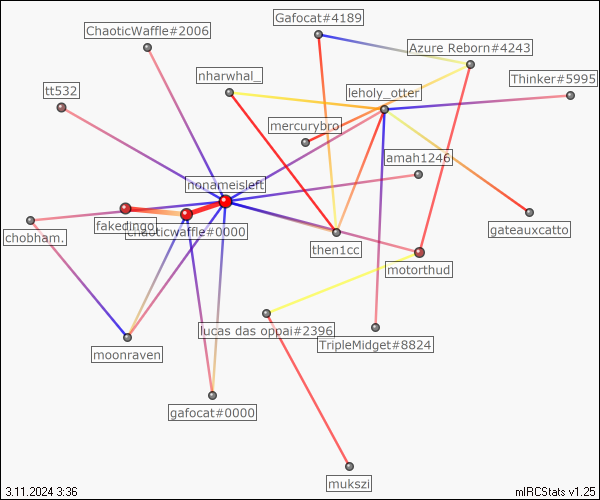 Gafocat#4189
ChaoticWaffle#2006
Azure Reborn#4243
nharwhal_
Thinker#5995
tt532
leholy_otter
mercurybro
amah1246
nonameisleft
fakedingo
chaoticwaffle#0000
chobham.
then1cc
gateauxcatto
motorthud
lucas das oppai#2396
TripleMidget#8824
moonraven
gafocat#0000
mukszi
3.11.2024 3:36
mIRCStats v1.25